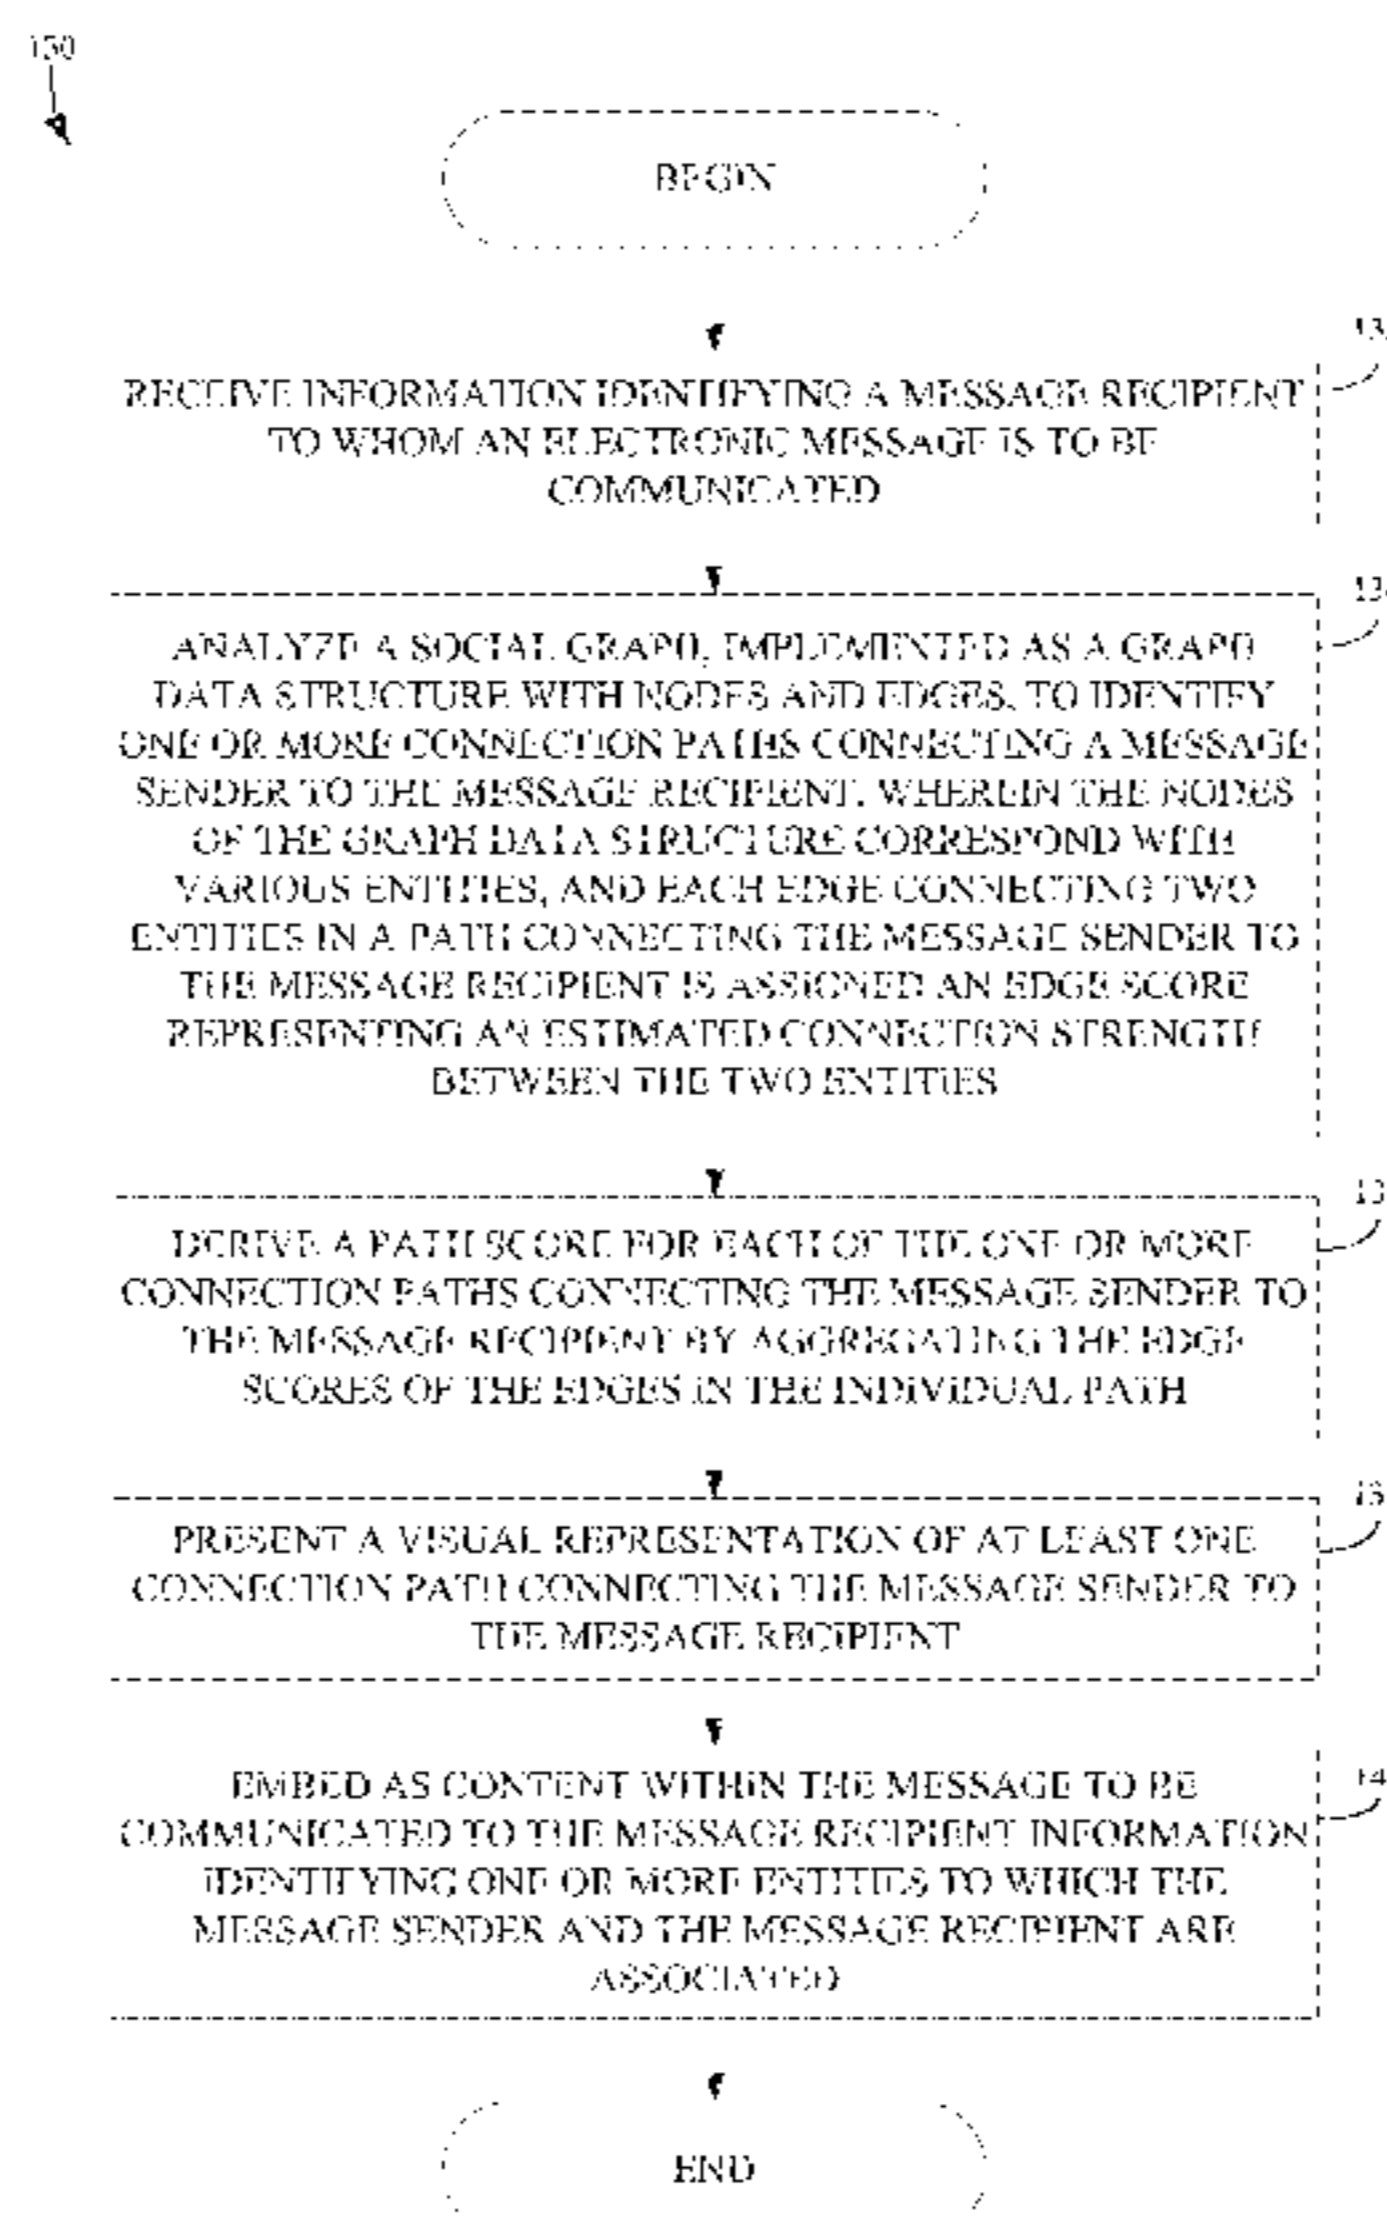 130
BEGIN
13
RECEIVE INFORMATION IDENTIFYING A MESSAGE RECIPIENT
TO WHOM AN ELECTRONIC MESSAGE IS TO BE
COMMUNICATED
13
ANALYZE A SOCIAL GRAPH, IMPLEMENTED AS A GRAPH
DATA STRUCTURE WITH NODES AND EDGES, TO IDENTIFY
ONE OR MORE CONNECTION PATHS CONNECTING A MESSAGE
SENDER TO THE MESSAGE RECIPIENT, WHEREIN THE NODES
OF THE GRAPH DATA STRUCTURE CORRESPOND WITH
VARIOUS ENTITIES, AND EACH EDGE CONNECTING TWO
ENTITIES IN A PATH CONNECTING THE MESSAGE SENDER TO
THE MESSAGE RECIPIENT IS ASSIGNED AN EDGE SCORE
REPRESENTING AN ESTIMATED CONNECTION STRENGTH
BETWEEN THE TWO ENTITIES
13
DERIVE A PATH SCORE FOR EACH OF THE ONE OR MORE
CONNECTION PATHS CONNECTING THE MESSAGE SENDER TO
THE MESSAGE RECIPIENT BY AGGREGATING THE EDGE
SCORES OF THE EDGES IN THE INDIVIDUAL PATH
13
PRESENT A VISUAL REPRESENTATION OF AT LEAST ONE
CONNECTION PATH CONNECTING THE MESSAGE SENDER TO
THE MESSAGE RECIPIENT
14
EMBED AS CONTENT WITHIN THE MESSAGE TO BE
COMMUNICATED TO THE MESSAGE RECIPIENT INFORMATION
IDENTIFYING ONE OR MORE ENTITIES TO WHICH THE
MESSAGE SENDER AND THE MESSAGE RECIPIENT ARE
ASSOCIATED
END